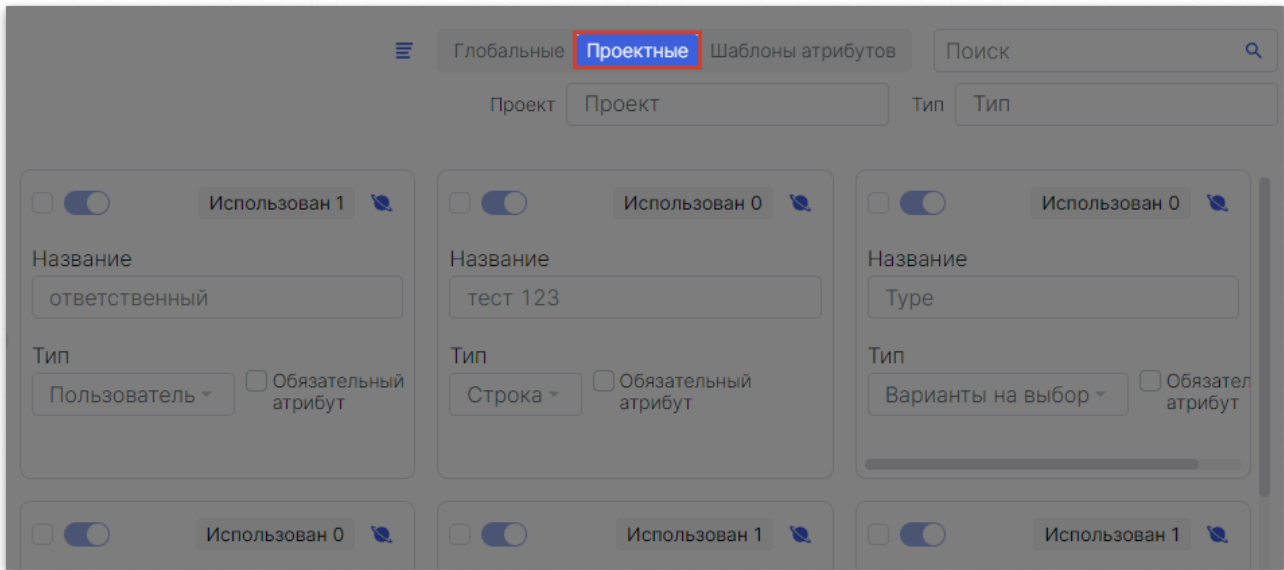 Глобальные Проектные Шаблоны атрибутов Поиск
Проект Проект Тип Тип
Использован 1 Использован 0 Использован 0
Название Название Название
ответственный тест 123 Type
Тип Тип Тип
Пользователь Обязательный атрибут Строка Обязательный атрибут Варианты на выбор Обязател атрибут
Использован 0 Использован 1 Использован 1